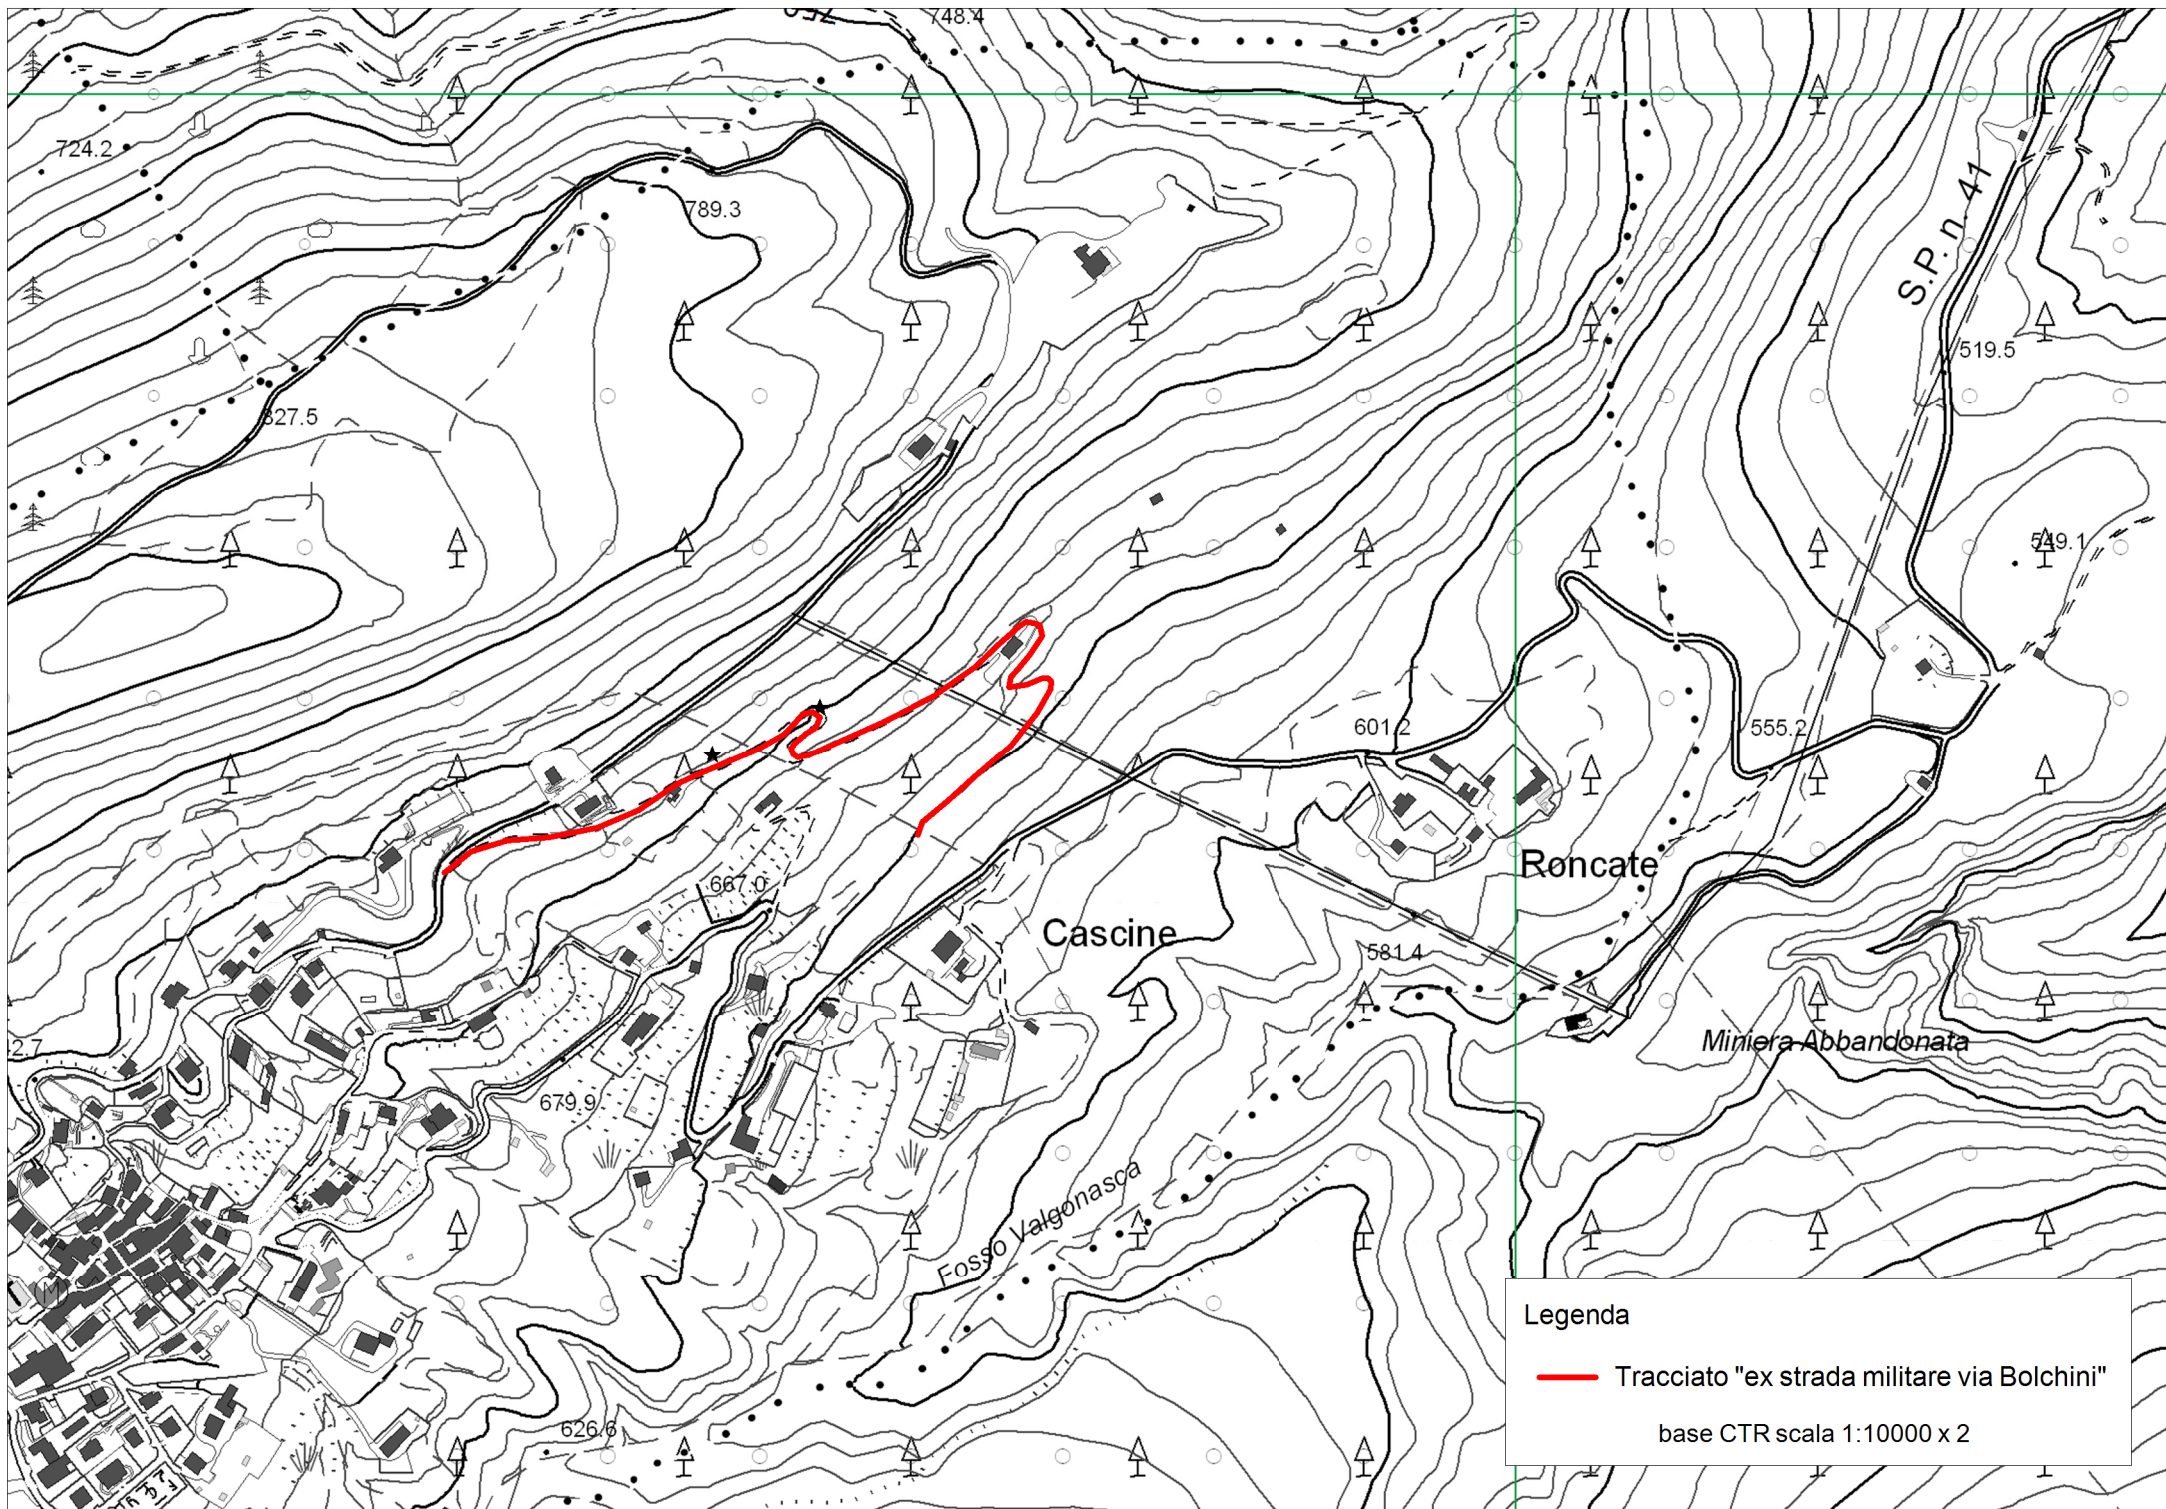 748.4
724.2
789.3
S.P. n. 41
519.5
827.5
549.1
601.2
555.2
Roncate
667.0
Cascine
581.4
Miniera Abbandonata
2.7
679.9
Fosso Valgonasca
M
Legenda
Tracciato "ex strada militare via Bolchini"
626.6
base CTR scala 1:10000 x 2